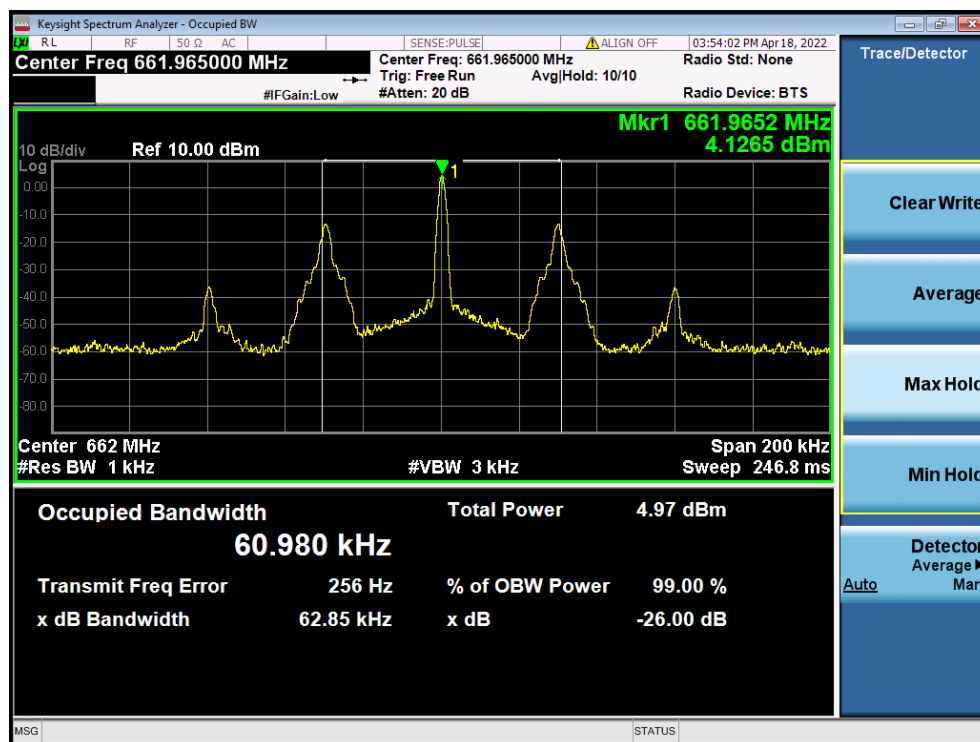 Keysight Spectrum Analyzer - Occupied BW
LXI RL RF 50 Ω AC SENSE:PULSE ALIGN OFF 03:54:02 PM Apr 18, 2022
Center Freq 661.965000 MHz
Center Freq: 661.965000 MHz Radio Std: None
Trig: Free Run Avg|Hold: 10/10
#IFGain:Low #Atten: 20 dB Radio Device: BTS
Mkr1 661.9652 MHz
4.1265 dBm
10 dB/div Ref 10.00 dBm
Log
1
0.00
-10.0
-20.0
-30.0
-40.0
-50.0
-60.0
-70.0
-80.0
Center 662 MHz Span 200 kHz
#Res BW 1 kHz #VBW 3 kHz Sweep 246.8 ms
Occupied Bandwidth Total Power 4.97 dBm
60.980 kHz
Transmit Freq Error 256 Hz % of OBW Power 99.00 %
x dB Bandwidth 62.85 kHz x dB -26.00 dB
Trace/Detector
Clear Write
Average
Max Hold
Min Hold
Detector
Average
Auto Man
MSG STATUS